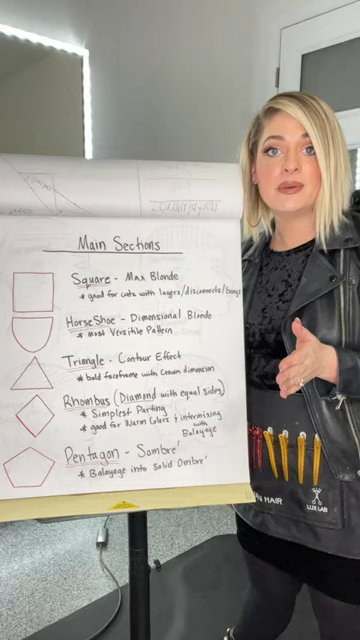 Main Sections
Square - Max Blonde
* good for cuts with layers/disconnects/Bangs
HorseShoe - Dimensional Blonde
* most Versatile Pattern
Triangle - Contour Effect
* bold faceframe with Crown dimension
Rhombus (Diamond with equal sides)
* Simplest Parting
* good for Warm Colors & intermixing
with
Balayage
Pentagon - Sombre'
* Balayage into Solid Ombre'
HAIR
LUX LAB